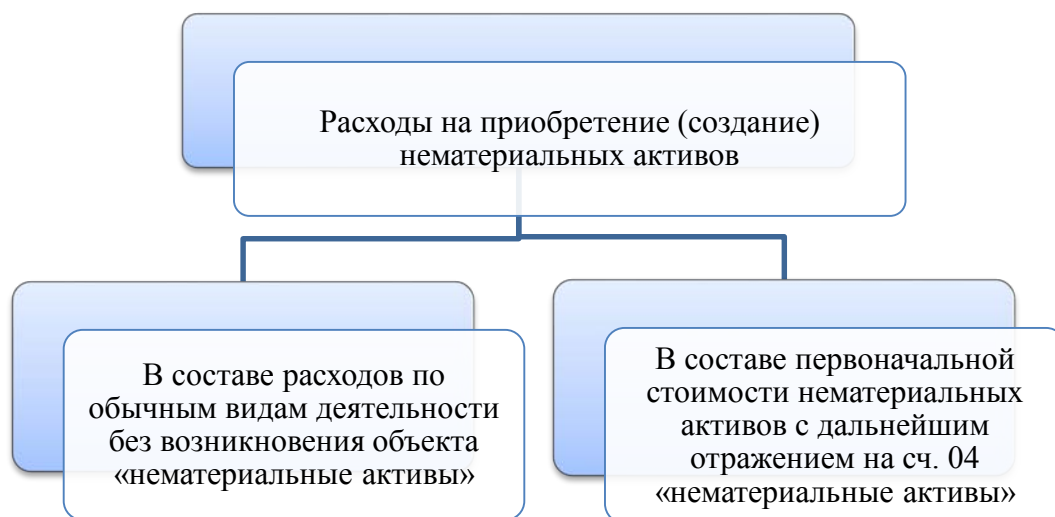 Расходы на приобретение (создание)
нематериальных активов
В составе расходов по
обычным видам деятельности
без возникновения объекта
«нематериальные активы»
В составе первоначальной
стоимости нематериальных
активов с дальнейшим
отражением на сч. 04
«нематериальные активы»